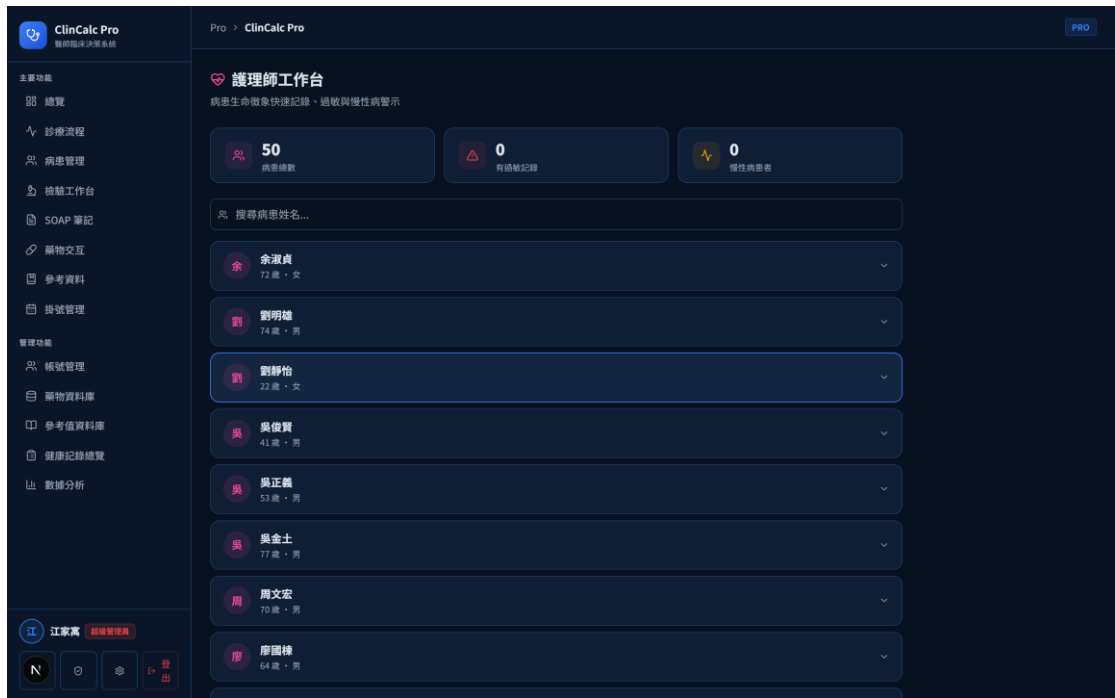 ClinCalc Pro
醫師臨床決策系統
主要功能
總覽
診療流程
病患管理
檢驗工作台
SOAP 筆記
藥物交互
參考資料
掛號管理
管理功能
帳號管理
藥物資料庫
參考值資料庫
健康記錄總覽
數據分析
江
江家寓
超級管理員
N
登出
Pro > ClinCalc Pro
PRO
護理師工作台
病患生命徵象快速記錄、過敏與慢性病警示
50
病患總數
0
有過敏記錄
0
慢性病患者
搜尋病患姓名...
余
余淑貞
72歲・女
劉
劉明雄
74歲・男
劉
劉靜怡
22歲・女
吳
吳俊賢
41歲・男
吳
吳正義
53歲・男
吳
吳金土
77歲・男
周
周文宏
70歲・男
廖
廖國棟
64歲・男